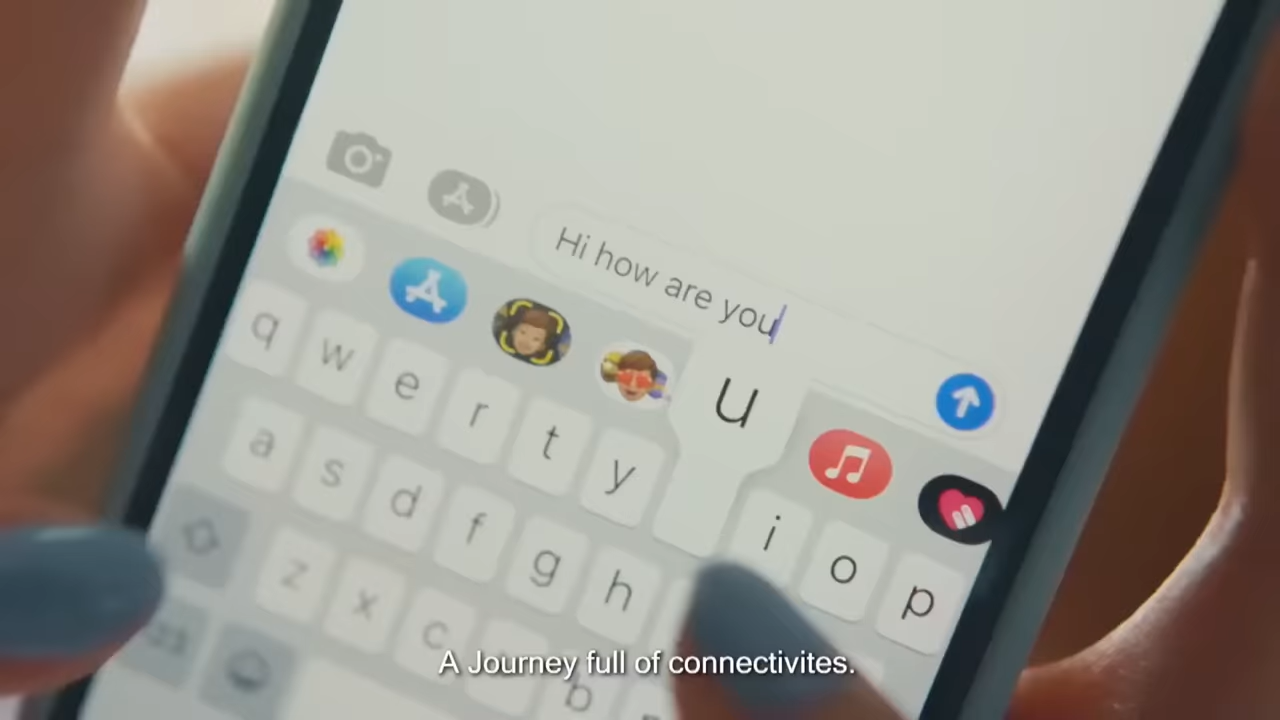 Hi how are you
u
q w e r t y i o p
a s d f g h
z x c b
A Journey full of connectivites.